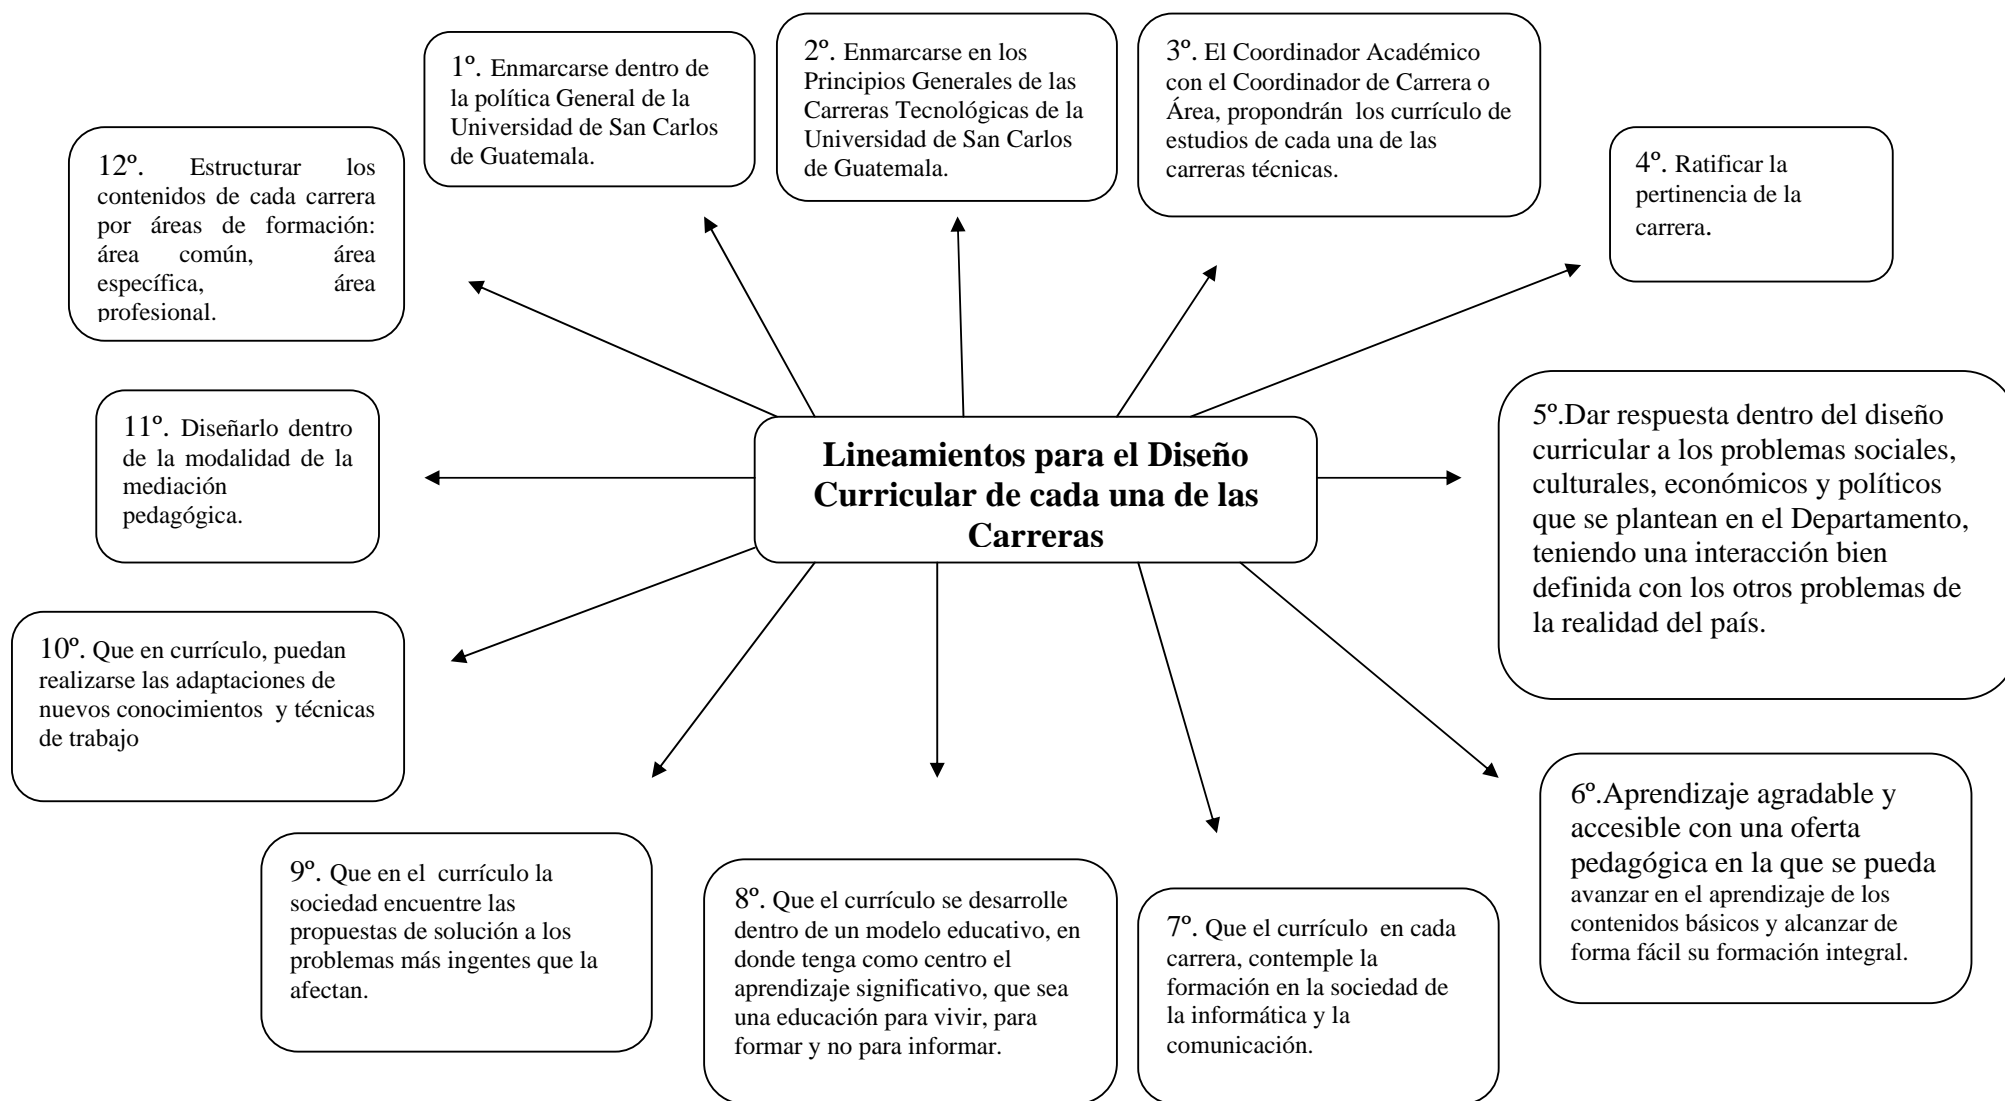 Lineamientos para el Diseño
Curricular de cada una de las
Carreras
1º. Enmarcarse dentro de
la política General de la
Universidad de San Carlos
de Guatemala.
2º. Enmarcarse en los
Principios Generales de las
Carreras Tecnológicas de la
Universidad de San Carlos
de Guatemala.
3º. El Coordinador Académico
con el Coordinador de Carrera o
Área, propondrán los currículo de
estudios de cada una de las
carreras técnicas.
4º. Ratificar la
pertinencia de la
carrera.
5º.Dar respuesta dentro del diseño
curricular a los problemas sociales,
culturales, económicos y políticos
que se plantean en el Departamento,
teniendo una interacción bien
definida con los otros problemas de
la realidad del país.
6º.Aprendizaje agradable y
accesible con una oferta
pedagógica en la que se pueda
avanzar en el aprendizaje de los
contenidos básicos y alcanzar de
forma fácil su formación integral.
7º. Que el currículo en cada
carrera, contemple la
formación en la sociedad de
la informática y la
comunicación.
8º. Que el currículo se desarrolle
dentro de un modelo educativo, en
donde tenga como centro el
aprendizaje significativo, que sea
una educación para vivir, para
formar y no para informar.
9º. Que en el currículo la
sociedad encuentre las
propuestas de solución a los
problemas más ingentes que la
afectan.
10º. Que en currículo, puedan
realizarse las adaptaciones de
nuevos conocimientos y técnicas
de trabajo
11º. Diseñarlo dentro
de la modalidad de la
mediación
pedagógica.
12º. Estructurar los
contenidos de cada carrera
por áreas de formación:
área común, área
específica, área
profesional.